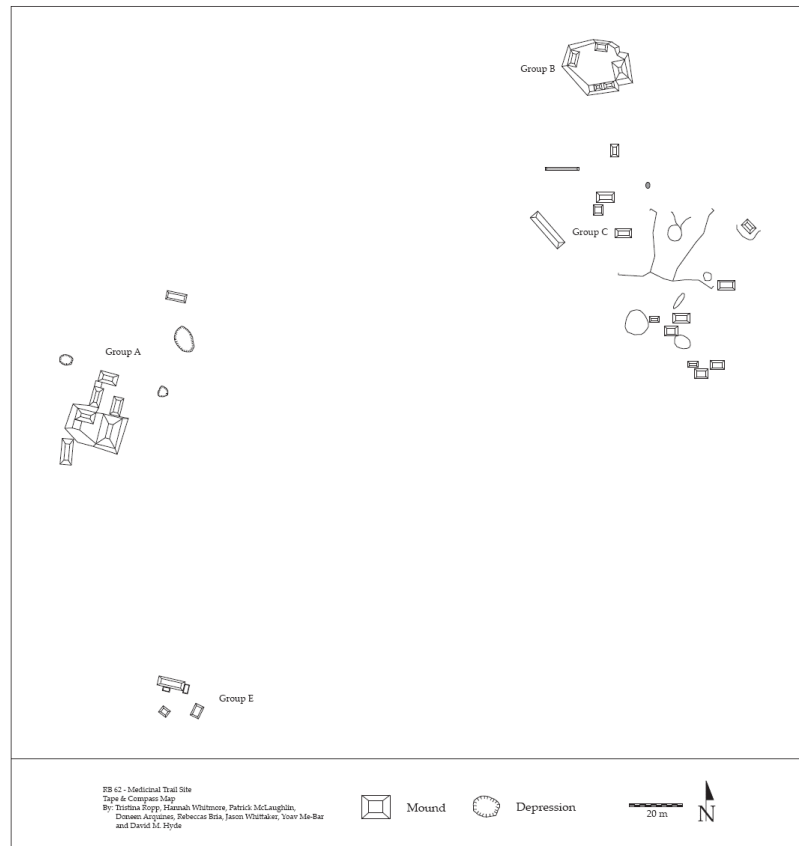 Group B
Group C
Group A
Group E
RB 62 - Medicinal Trail Site
Tape & Compass Map
By: Tristina Ropp, Hannah Whitmore, Patrick McLaughlin,
Doneen Arquines, Rebeccas Bria, Jason Whittaker, Yoav Me-Bar
and David M. Hyde
Mound
Depression
20 m
N